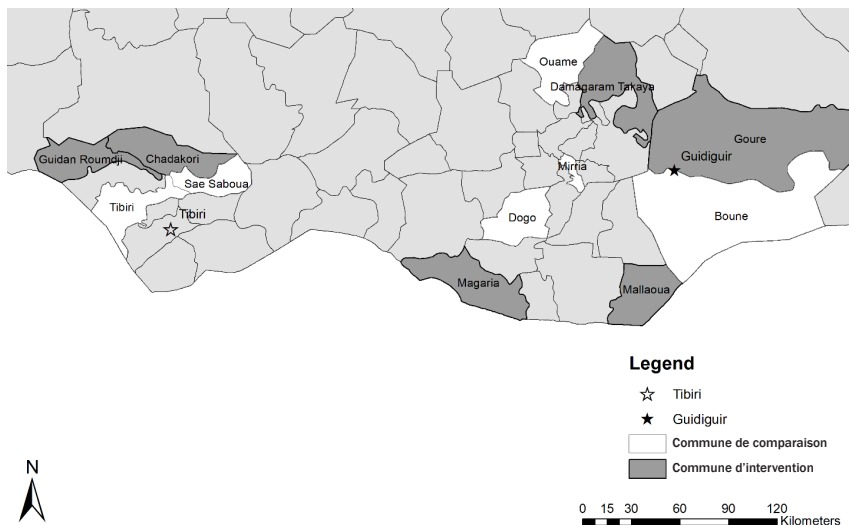 Ouame
Damagaram Takaya
Goure
Guidan Roumdji
Chadakori
Guidiguir
Mirria
Sae Saboua
Tibiri
Tibiri
Dogo
Boune
Magaria
Mallaoua
Legend
Tibiri
Guidiguir
Commune de comparaison
Commune d'intervention
N
0 15 30 60 90 120
Kilometers